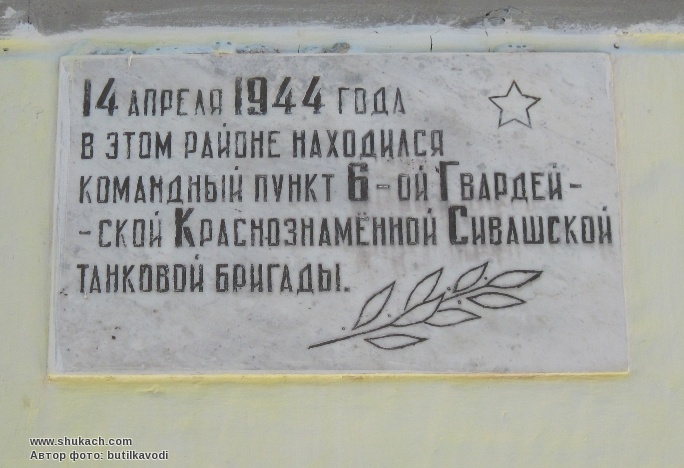 14 АПРЕЛЯ 1944 ГОДА
В ЭТОМ РАЙОНЕ НАХОДИЛСЯ
КОМАНДНЫЙ ПУНКТ 6-ОЙ ГВАРДЕЙ-
-СКОЙ КРАСНОЗНАМЁННОЙ СИВАШСКОЙ
ТАНКОВОЙ БРИГАДЫ.
www.shukach.com
Автор фото: butilkavodi